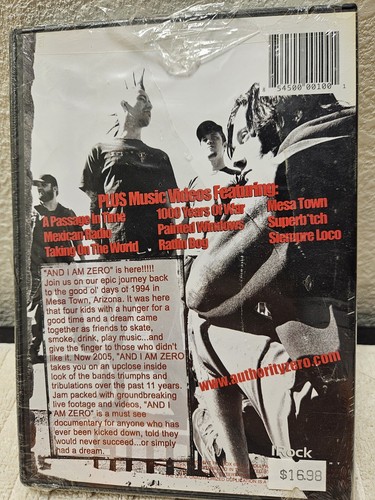 54500 00100 1
PLUS Music Videos Featuring:
A Passage In Time
Mexican Radio
Taking On The World
1000 Years Of War
Painted Windows
Radio Bog
Mesa Town
Superb*tch
Siempre Loco
"AND I AM ZERO" is here!!!!!
Join us on our epic journey back
to the good ol' days of 1994 in
Mesa Town, Arizona. It was here
that four kids with a hunger for a
good time and a dream came
together as friends to skate,
smoke, drink, play music...and
give the finger to those who didn't
like it. Now 2005, "AND I AM ZERO
takes you on an upclose inside
look of the bands triumphs and
tribulations over the past 11 years.
Jam packed with groundbreaking
live footage and videos, "AND I
AM ZERO" is a must see
documentary for anyone who has
ever been kicked down, told they
would never succeed...or simply
had a dream.
www.authorityzero.com
iRock
$16.98